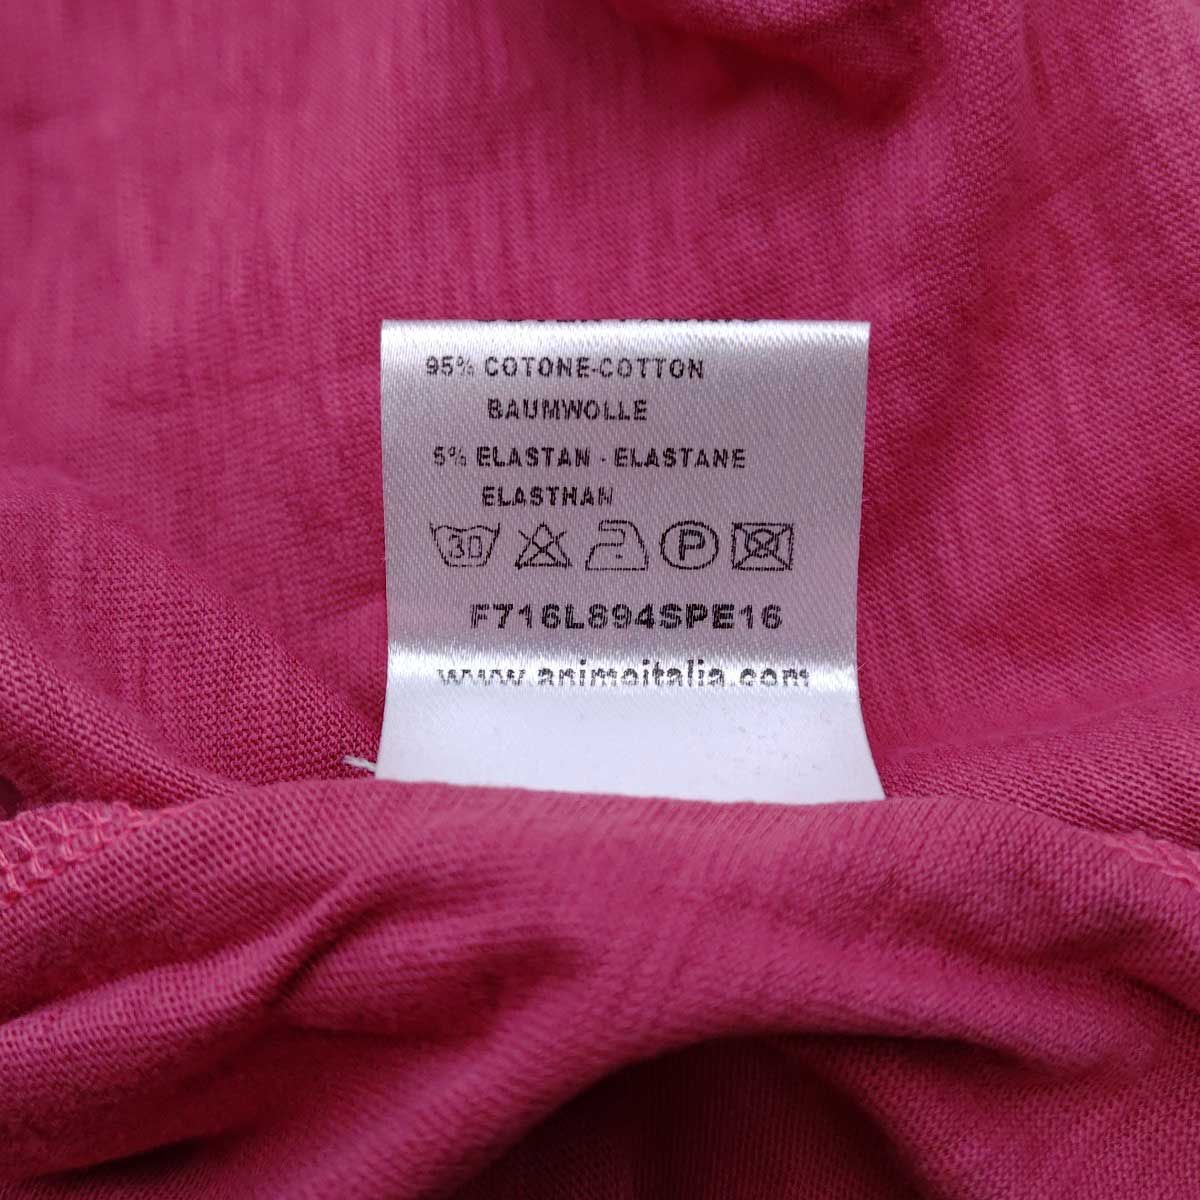 95% COTONE-COTTON
BAUMWOLLE
5% ELASTAN - ELASTANE
ELASTHAN
30 P
F716L894SPE16
www.animoitalia.com